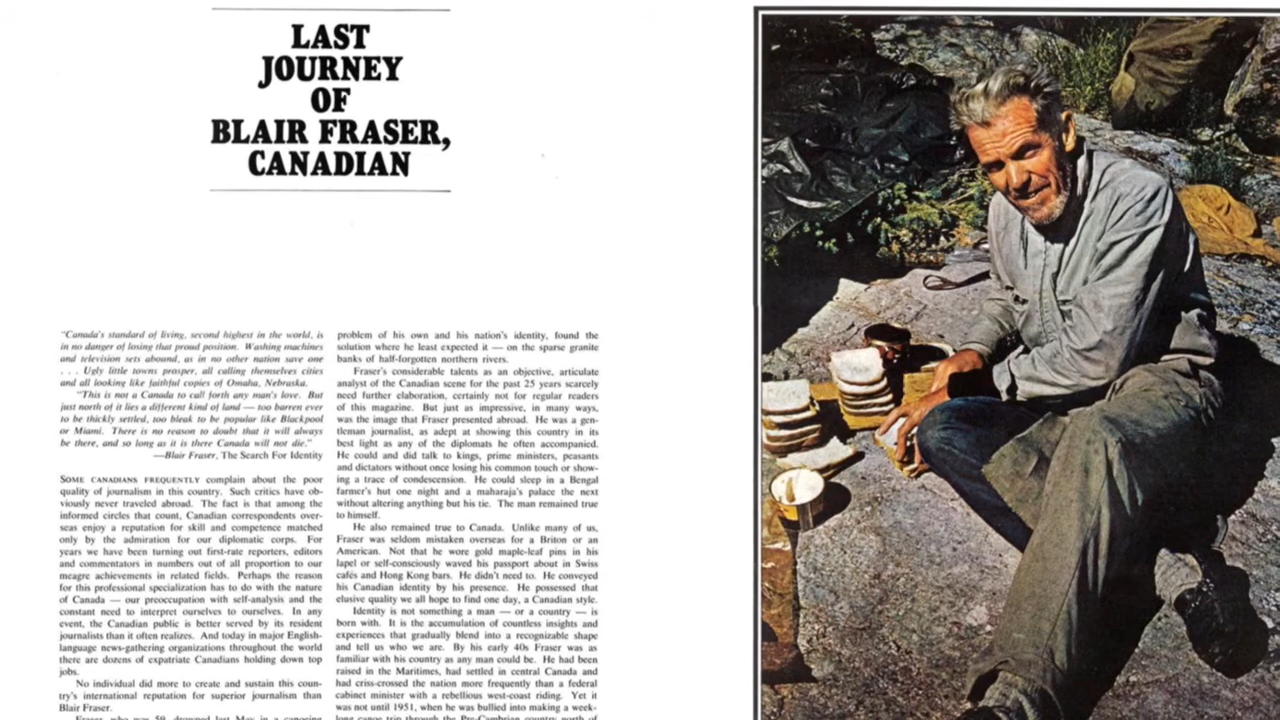 LAST
JOURNEY
OF
BLAIR FRASER,
CANADIAN
"Canada's standard of living, second highest in the world, is
in no danger of losing that proud position. Washing machines
and television sets abound, as in no other nation save one
. . . Ugly little towns prosper, all calling themselves cities
and all looking like faithful copies of Omaha, Nebraska.
"This is not a Canada to call forth any man's love. But
just north of it lies a different kind of land — too barren ever
to be thickly settled, too bleak to be popular like Blackpool
or Miami. There is no reason to doubt that it will always
be there, and so long as it is there Canada will not die."
—Blair Fraser, The Search For Identity
SOME CANADIANS FREQUENTLY complain about the poor
quality of journalism in this country. Such critics have ob-
viously never traveled abroad. The fact is that among the
informed circles that count, Canadian correspondents over-
seas enjoy a reputation for skill and competence matched
only by the admiration for our diplomatic corps. For
years we have been turning out first-rate reporters, editors
and commentators in numbers out of all proportion to our
meagre achievements in related fields. Perhaps the reason
for this professional specialization has to do with the nature
of Canada — our preoccupation with self-analysis and the
constant need to interpret ourselves to ourselves. In any
event, the Canadian public is better served by its resident
journalists than it often realizes. And today in major English-
language news-gathering organizations throughout the world
there are dozens of expatriate Canadians holding down top
jobs.
No individual did more to create and sustain this coun-
try's international reputation for superior journalism than
Blair Fraser.
Fraser, who was 59, drowned last May in a canoeing
problem of his own and his nation's identity, found the
solution where he least expected it — on the sparse granite
banks of half-forgotten northern rivers.
Fraser's considerable talents as an objective, articulate
analyst of the Canadian scene for the past 25 years scarcely
need further elaboration, certainly not for regular readers
of this magazine. But just as impressive, in many ways,
was the image that Fraser presented abroad. He was a gen-
tleman journalist, as adept at showing this country in its
best light as any of the diplomats he often accompanied.
He could and did talk to kings, prime ministers, peasants
and dictators without once losing his common touch or show-
ing a trace of condescension. He could sleep in a Bengal
farmer's hut one night and a maharaja's palace the next
without altering anything but his tie. The man remained true
to himself.
He also remained true to Canada. Unlike many of us,
Fraser was seldom mistaken overseas for a Briton or an
American. Not that he wore gold maple-leaf pins in his
lapel or self-consciously waved his passport about in Swiss
cafés and Hong Kong bars. He didn't need to. He conveyed
his Canadian identity by his presence. He possessed that
elusive quality we all hope to find one day, a Canadian style.
Identity is not something a man — or a country — is
born with. It is the accumulation of countless insights and
experiences that gradually blend into a recognizable shape
and tell us who we are. By his early 40s Fraser was as
familiar with his country as any man could be. He had been
raised in the Maritimes, had settled in central Canada and
had criss-crossed the nation more frequently than a federal
cabinet minister with a rebellious west-coast riding. Yet it
was not until 1951, when he was bullied into making a week-
long canoe trip through the Pre-Cambrian country north of